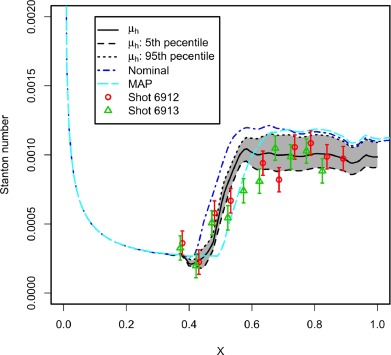 μh
μh: 5th pecentile
μh: 95th pecentile
Nominal
MAP
Shot 6912
Shot 6913
Stanton number
0.0020
0.0015
0.0010
0.0005
0.0000
0.0 0.2 0.4 0.6 0.8 1.0
X